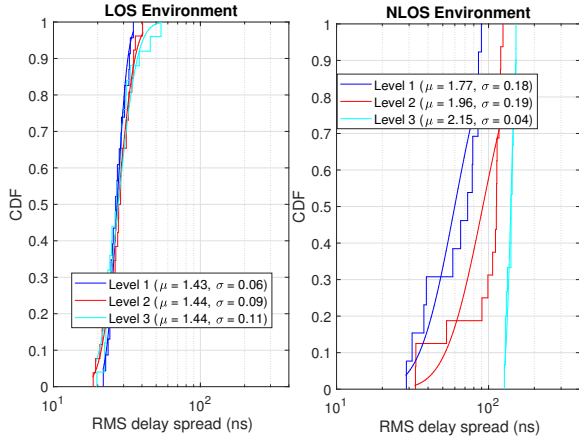 LOS Environment
1
0.9
0.8
0.7
0.6
0.5
0.4
0.3
0.2
0.1
0
CDF
Level 1 ( μ = 1.43, σ = 0.06)
Level 2 ( μ = 1.44, σ = 0.09)
Level 3 ( μ = 1.44, σ = 0.11)
10¹ 10²
RMS delay spread (ns)
NLOS Environment
1
0.9
0.8
0.7
0.6
0.5
0.4
0.3
0.2
0.1
0
CDF
Level 1 ( μ = 1.77, σ = 0.18)
Level 2 ( μ = 1.96, σ = 0.19)
Level 3 ( μ = 2.15, σ = 0.04)
10¹ 10²
RMS delay spread (ns)